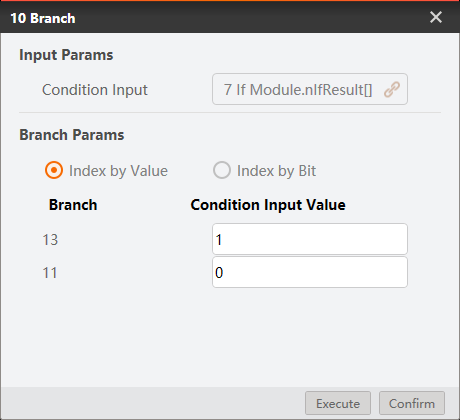 10 Branch
Input Params
Condition Input 7 If Module.nIfResult[]
Branch Params
Index by Value Index by Bit
Branch Condition Input Value
13 1
11 0
Execute Confirm